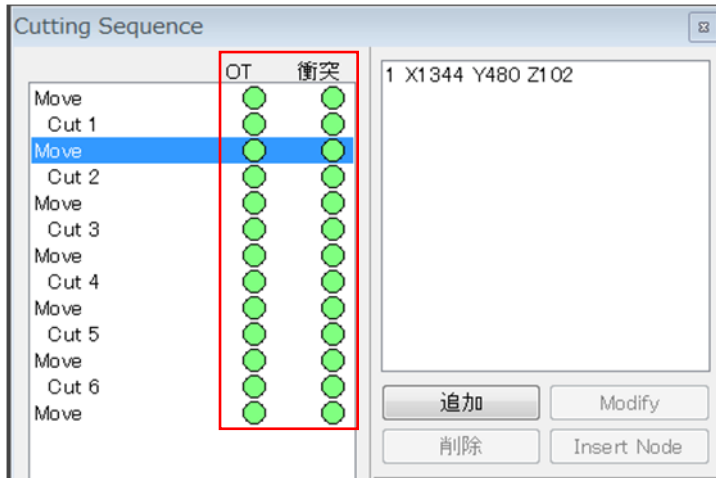 Cutting Sequence
OT 衝突
Move
Cut 1
Move
Cut 2
Move
Cut 3
Move
Cut 4
Move
Cut 5
Move
Cut 6
Move
1 X1344 Y480 Z102
追加 Modify
削除 Insert Node